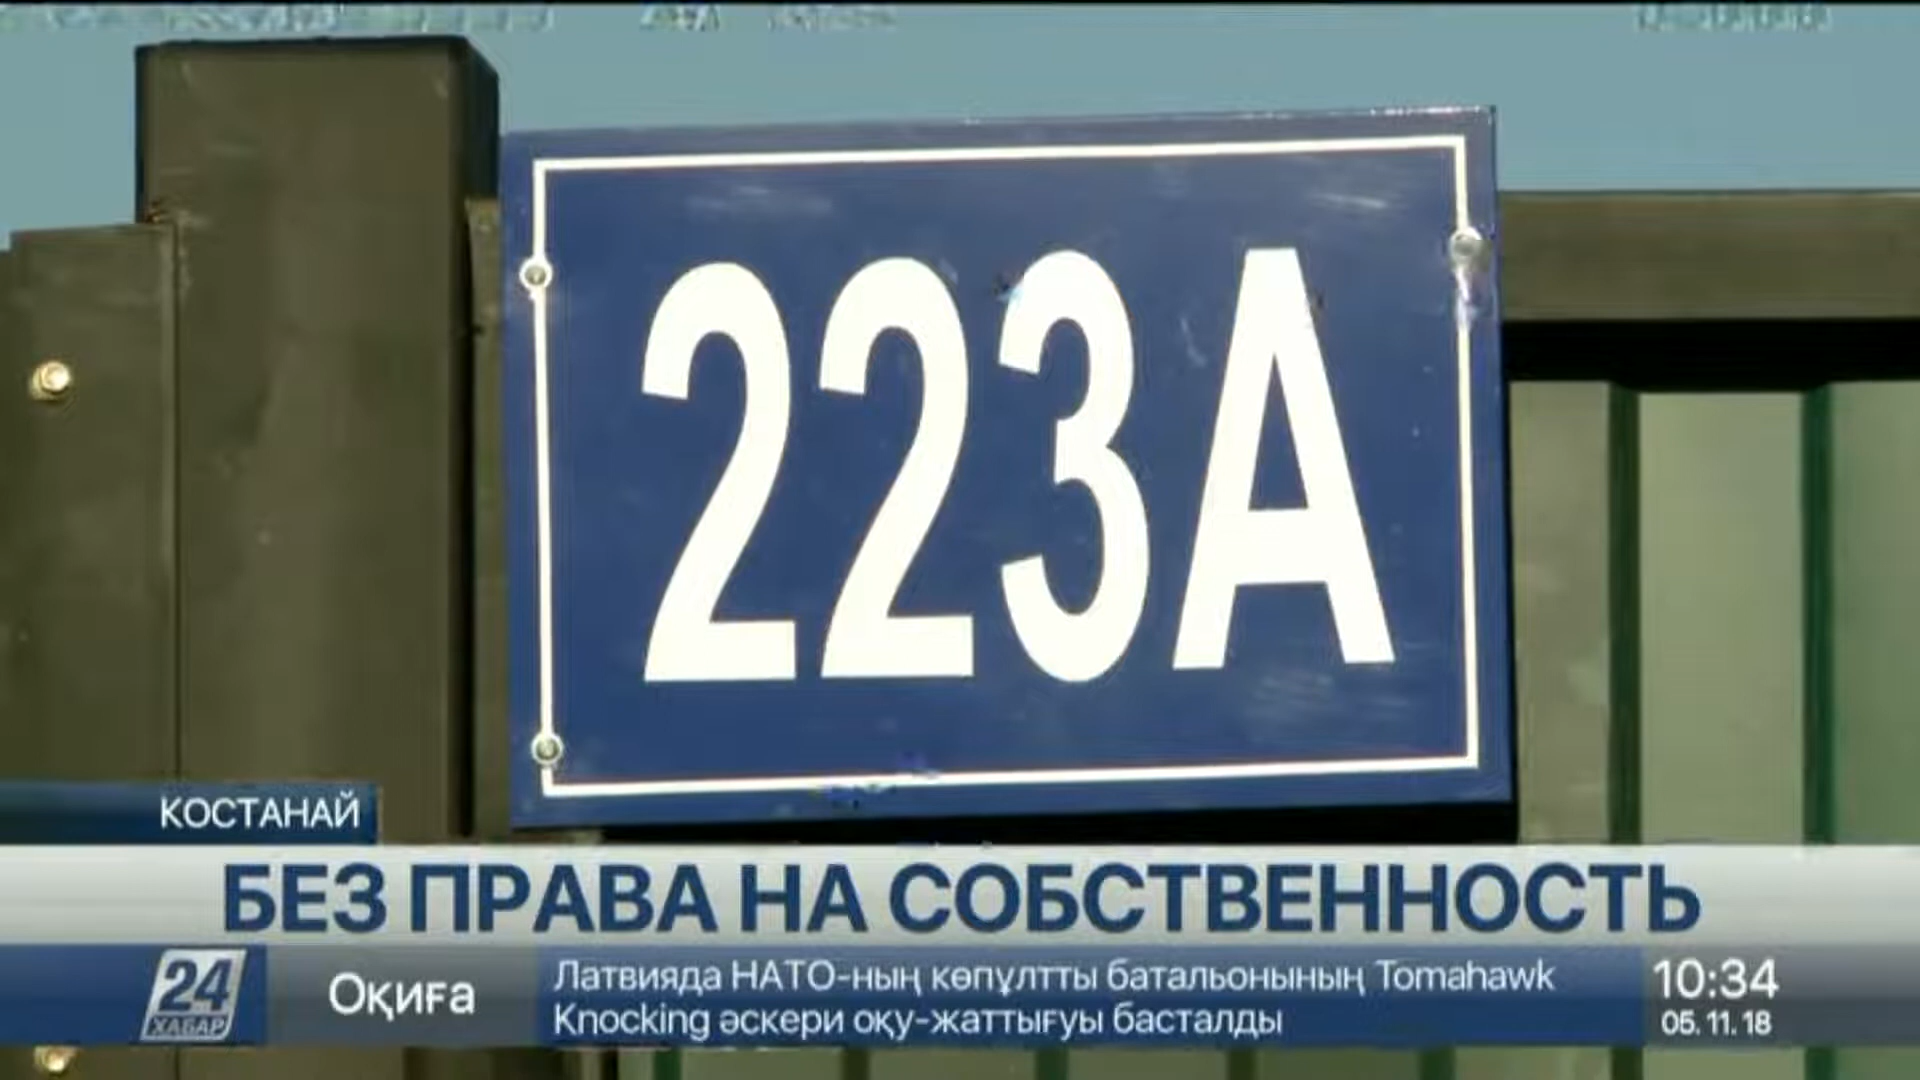 223А
КОСТАНАЙ
БЕЗ ПРАВА НА СОБСТВЕННОСТЬ
24
ХАБАР
Оқиға
Латвияда НАТО-ның көпұлтты батальонының Tomahawk
Knocking әскери оқу-жаттығуы басталды
10:34
05.11.18